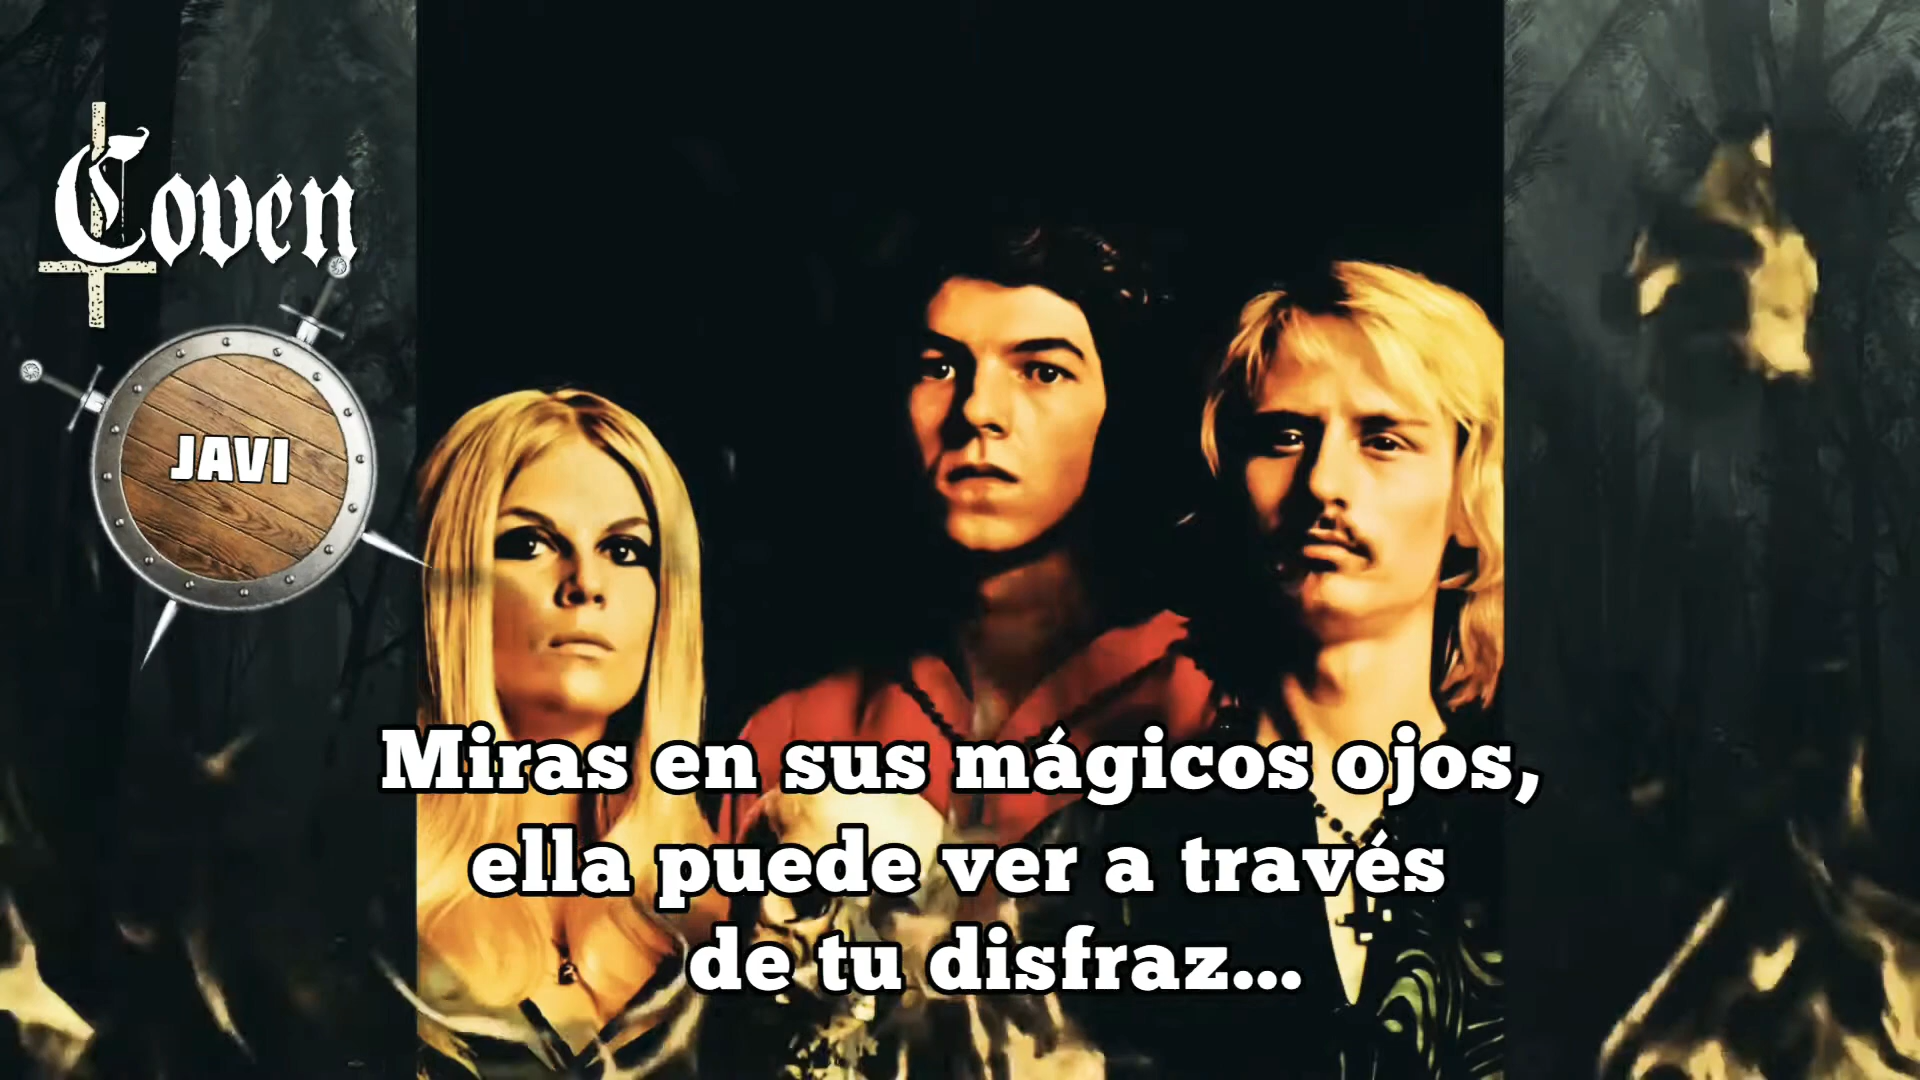 Coven
JAVI
Miras en sus mágicos ojos,
ella puede ver a través
de tu disfraz...